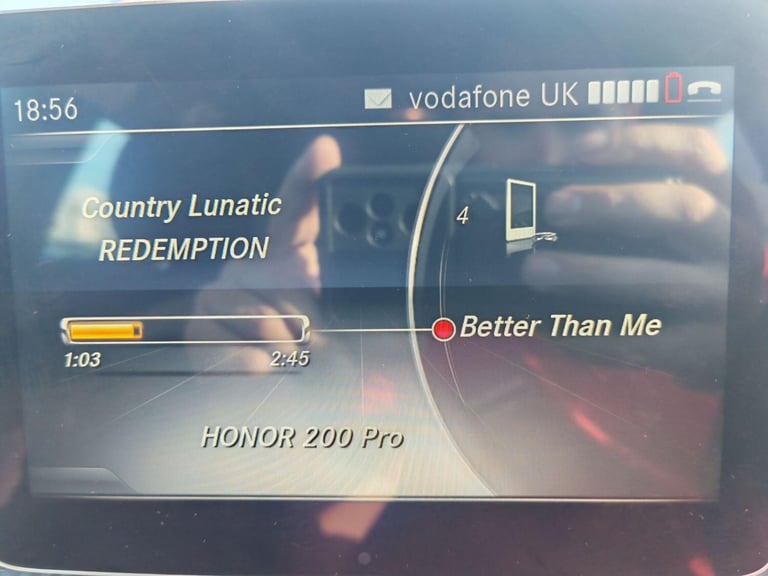 18:56
vodafone UK
Country Lunatic
REDEMPTION
4
1:03
2:45
Better Than Me
HONOR 200 Pro